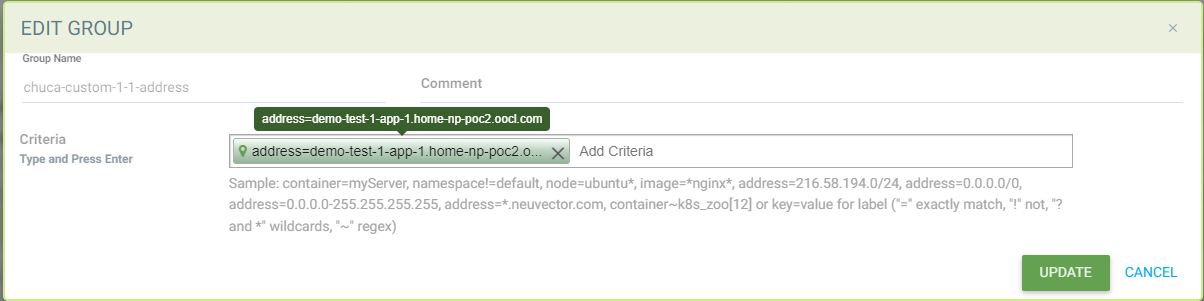 EDIT GROUP
×
Group Name
chuca-custom-1-1-address
Comment
address=demo-test-1-app-1.home-np-poc2.oocl.com
Criteria
Type and Press Enter
address=demo-test-1-app-1.home-np-poc2.o...
Add Criteria
Sample: container=myServer, namespace!=default, node=ubuntu*, image=*nginx*, address=216.58.194.0/24, address=0.0.0.0/0,
address=0.0.0.0-255.255.255.255, address=*.neuvector.com, container~k8s_zoo[12] or key=value for label ("=" exactly match, "!" not, "?
and *" wildcards, "~" regex)
UPDATE
CANCEL